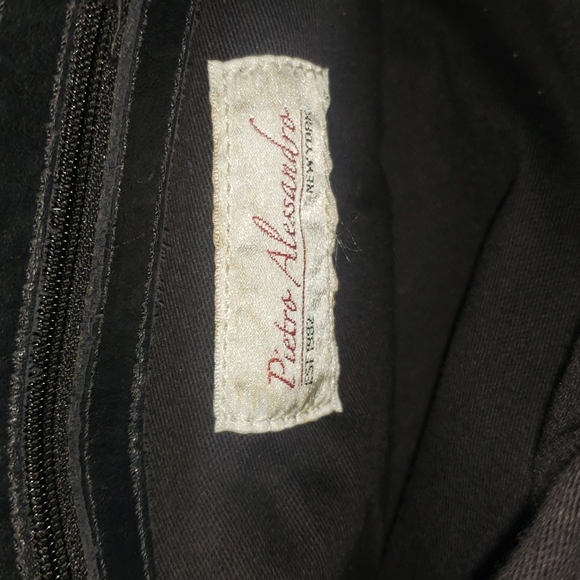 Pietro Alessandro
EST 1982 NEW YORK